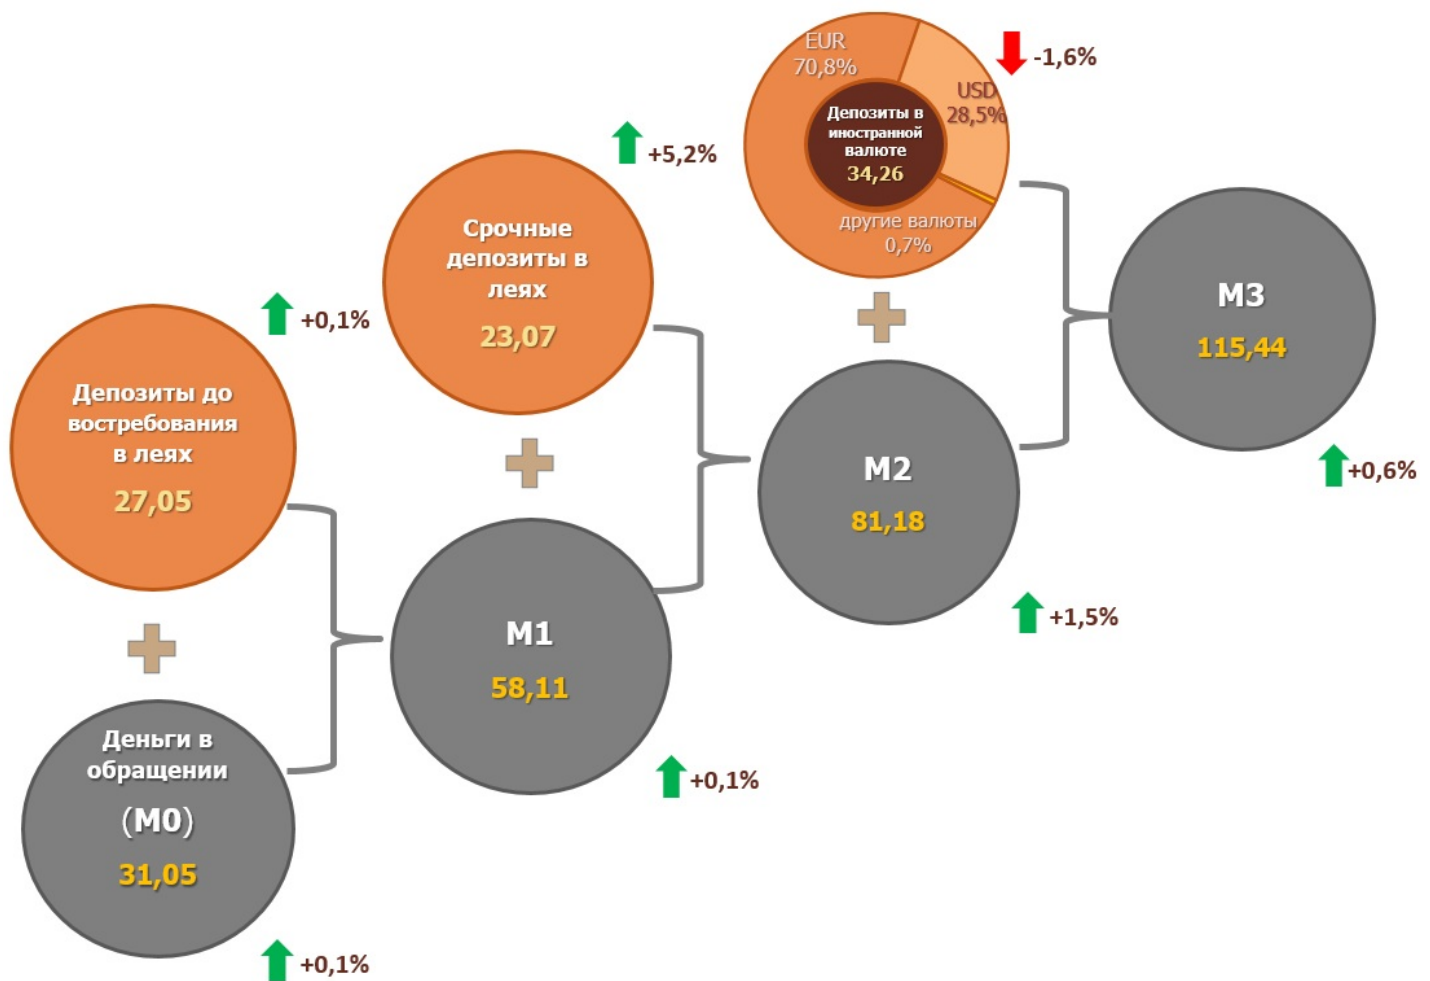 EUR
70,8%
USD
28,5%
Депозиты в
иностранной
валюте
34,26
другие валюты
0,7%
-1,6%
+5,2%
Срочные
депозиты в
леях
23,07
M3
115,44
+0,6%
+0,1%
Депозиты до
востребования
в леях
27,05
M2
81,18
+1,5%
M1
58,11
+0,1%
Деньги в
обращении
(M0)
31,05
+0,1%